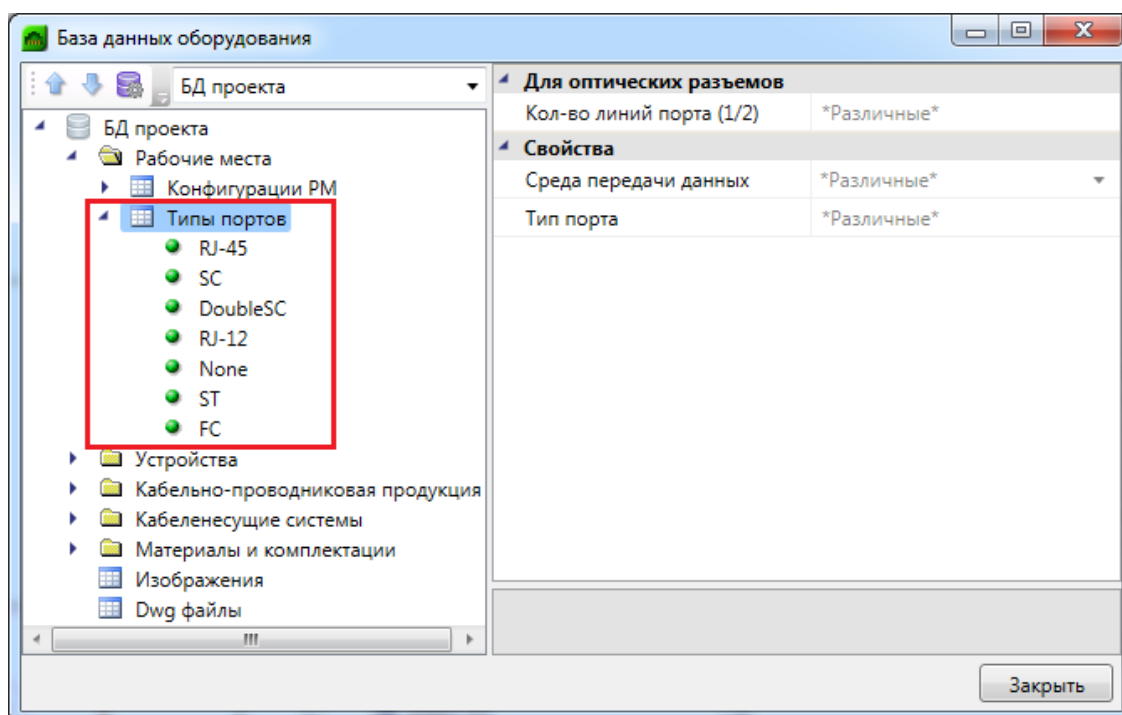 База данных оборудования
БД проекта
БД проекта
Рабочие места
Конфигурации РМ
Типы портов
RJ-45
SC
DoubleSC
RJ-12
None
ST
FC
Устройства
Кабельно-проводниковая продукция
Кабеленесущие системы
Материалы и комплектации
Изображения
Dwg файлы
Для оптических разъемов
Кол-во линий порта (1/2) *Различные*
Свойства
Среда передачи данных *Различные*
Тип порта *Различные*
Закрыть